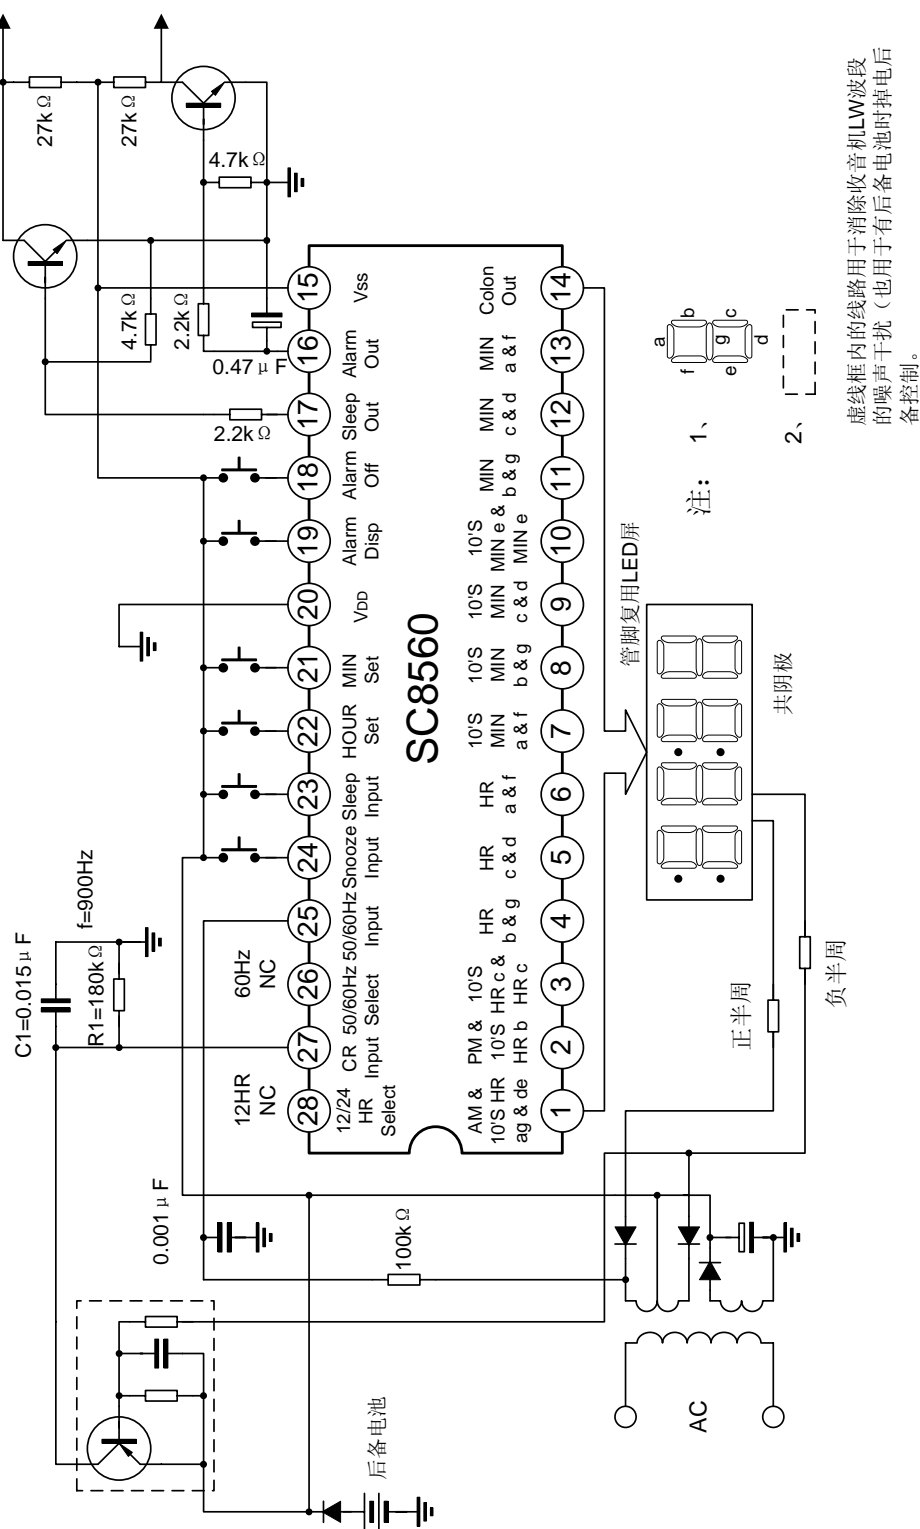 27kΩ
27kΩ
4.7kΩ
4.7kΩ
2.2kΩ
0.47μF
2.2kΩ
15
Vss
16
Alarm
Out
17
Sleep
Out
18
Alarm
Off
19
Alarm
Disp
20
VDD
21
MIN
Set
22
HOUR
Set
23
Sleep
Input
24
Snooze
Input
25
50/60Hz
Input
26
50/60Hz
Select
60Hz
NC
27
CR
Input
28
12/24
HR
Select
12HR
NC
SC8560
14
Colon
Out
13
MIN
a & f
12
MIN
c & d
11
MIN
b & g
10
10'S
MIN e &
MIN e
9
10'S
MIN
c & d
8
10'S
MIN
b & g
7
10'S
MIN
a & f
6
HR
a & f
5
HR
c & d
4
HR
b & g
3
10'S
HR c &
HR c
2
PM &
10'S
HR b
1
AM &
10'S HR
ag & de
C1=0.015μF
R1=180kΩ
f=900Hz
0.001μF
100kΩ
后备电池
AC
正半周
负半周
管脚复用LED屏
共阴极
注：
1、
a
b
c
d
e
f
g
2、
虚线框内的线路用于消除收音机LW波段
的噪声干扰（也用于有后备电池时掉电后
备控制。